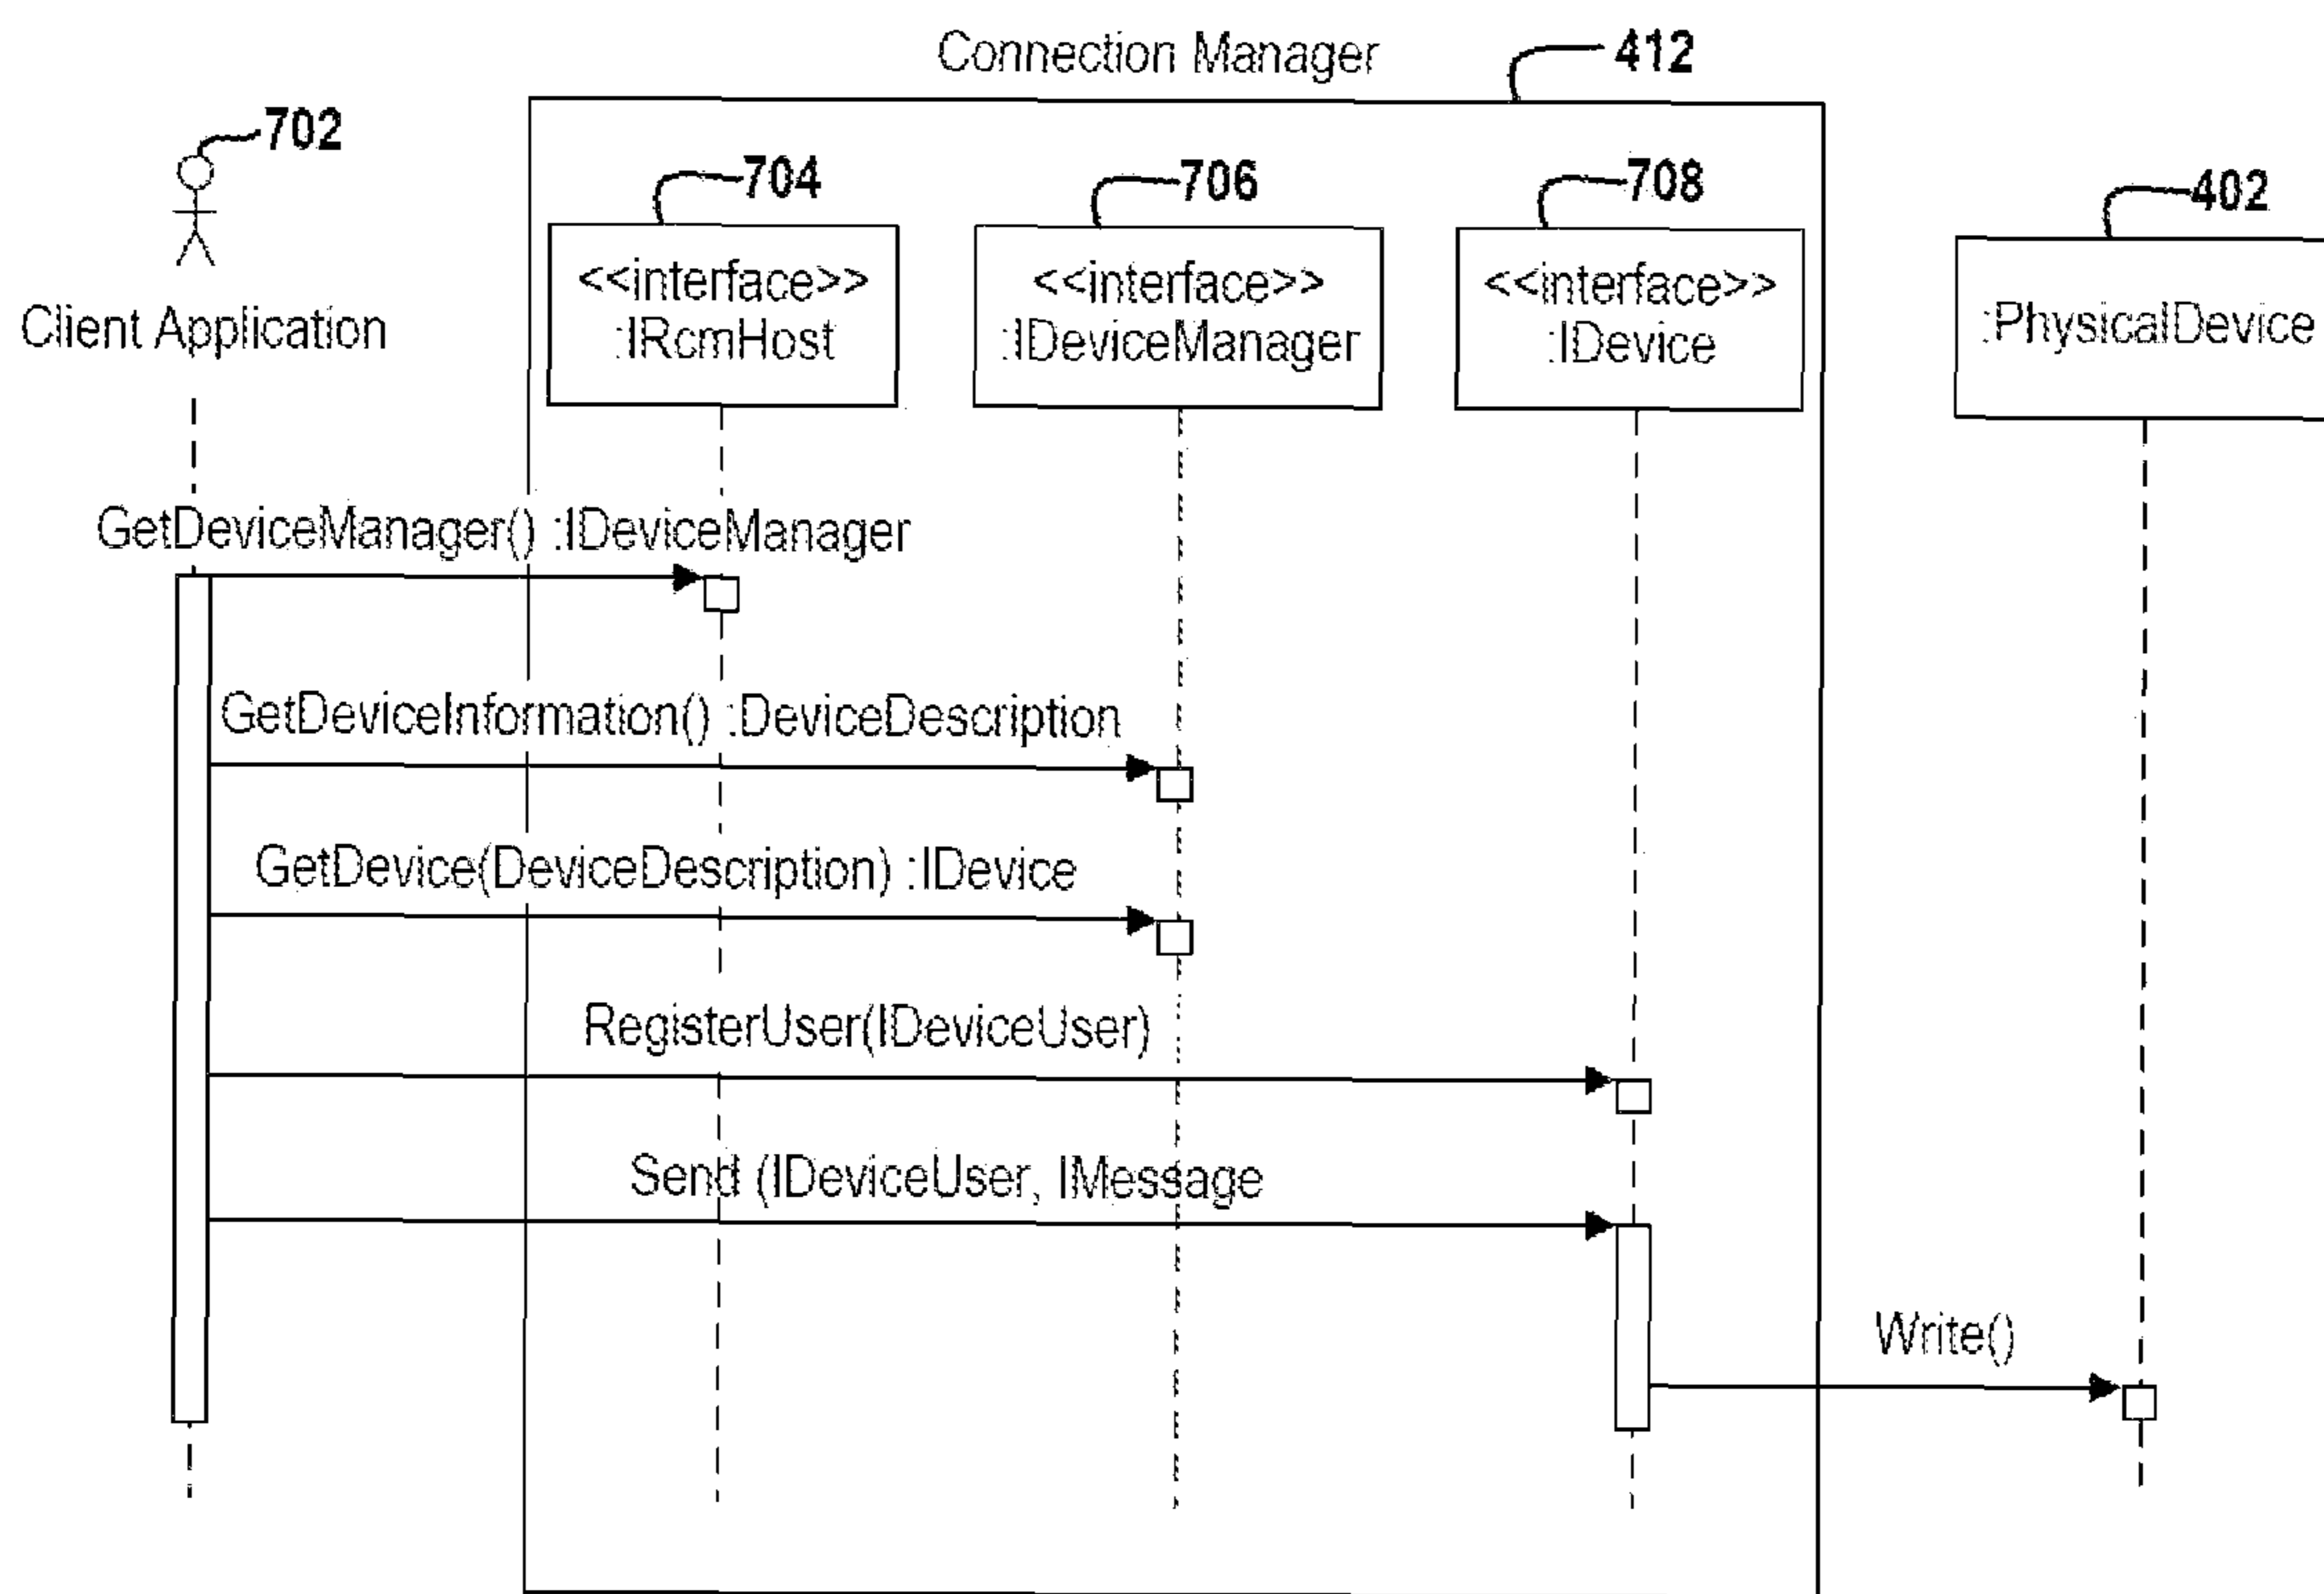 Connection Manager
412
702
704
706
708
402
Client Application
<<interface>>
:IRcmHost
<<interface>>
:IDeviceManager
<<interface>>
:IDevice
:PhysicalDevice
GetDeviceManager() :IDeviceManager
GetDeviceInformation() :DeviceDescription
GetDevice(DeviceDescription) :IDevice
RegisterUser(IDeviceUser)
Send (IDeviceUser, IMessage
Write()